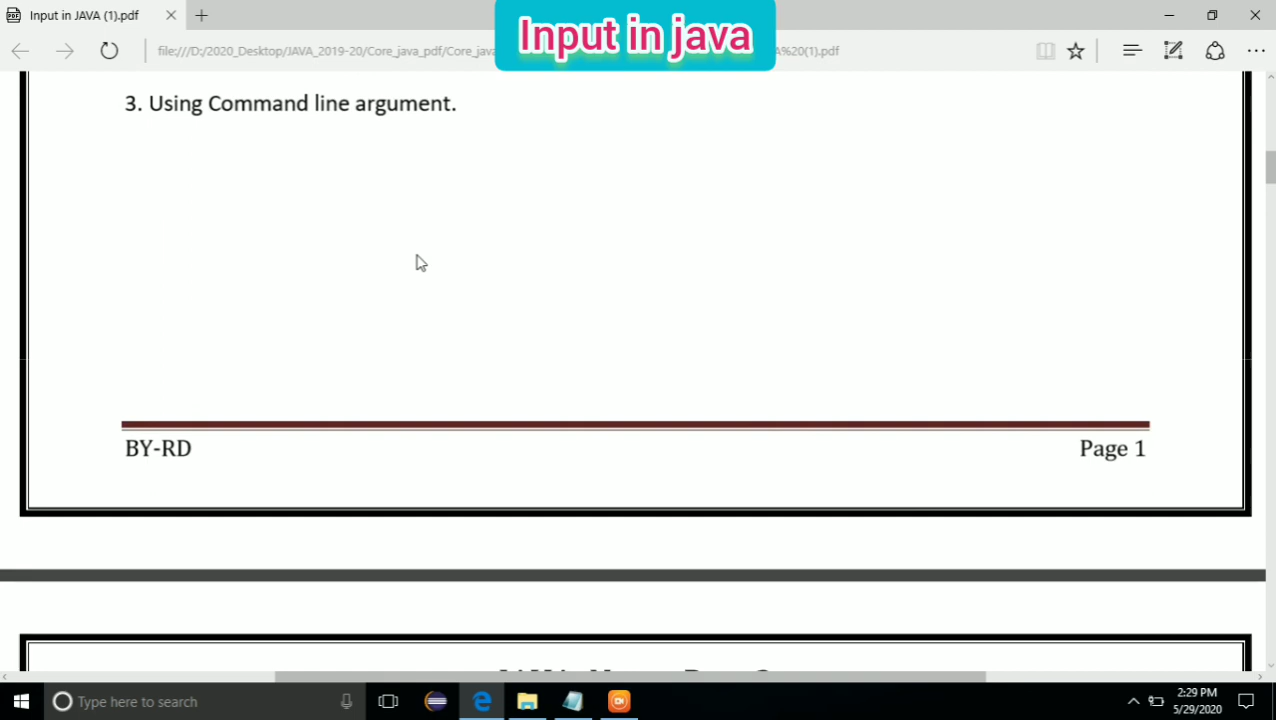 Input in JAVA (1).pdf
file:///D:/2020_Desktop/JAVA_2019-20/Core_java_pdf/Core_jav
A%20(1).pdf
Input in java
3. Using Command line argument.
BY-RD
Page 1
Type here to search
2:29 PM
5/29/2020